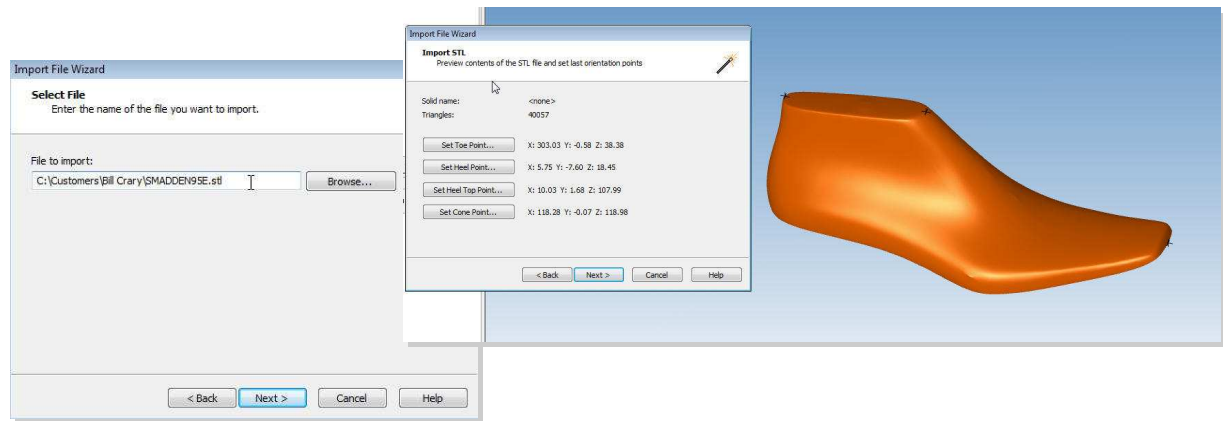 Import File Wizard
Select File
Enter the name of the file you want to import.
File to import:
C:\Customers\Bill Crary\SMADDEN95E.stl
Browse...
< Back
Next >
Cancel
Help
Import File Wizard
Import STL
Preview contents of the STL file and set last orientation points
Solid name: <none>
Triangles: 40057
Set Toe Point... X: 303.03 Y: -0.58 Z: 38.38
Set Heel Point... X: 5.75 Y: -7.60 Z: 18.45
Set Heel Top Point... X: 10.03 Y: 1.68 Z: 107.99
Set Cone Point... X: 118.28 Y: -0.07 Z: 118.98
< Back
Next >
Cancel
Help